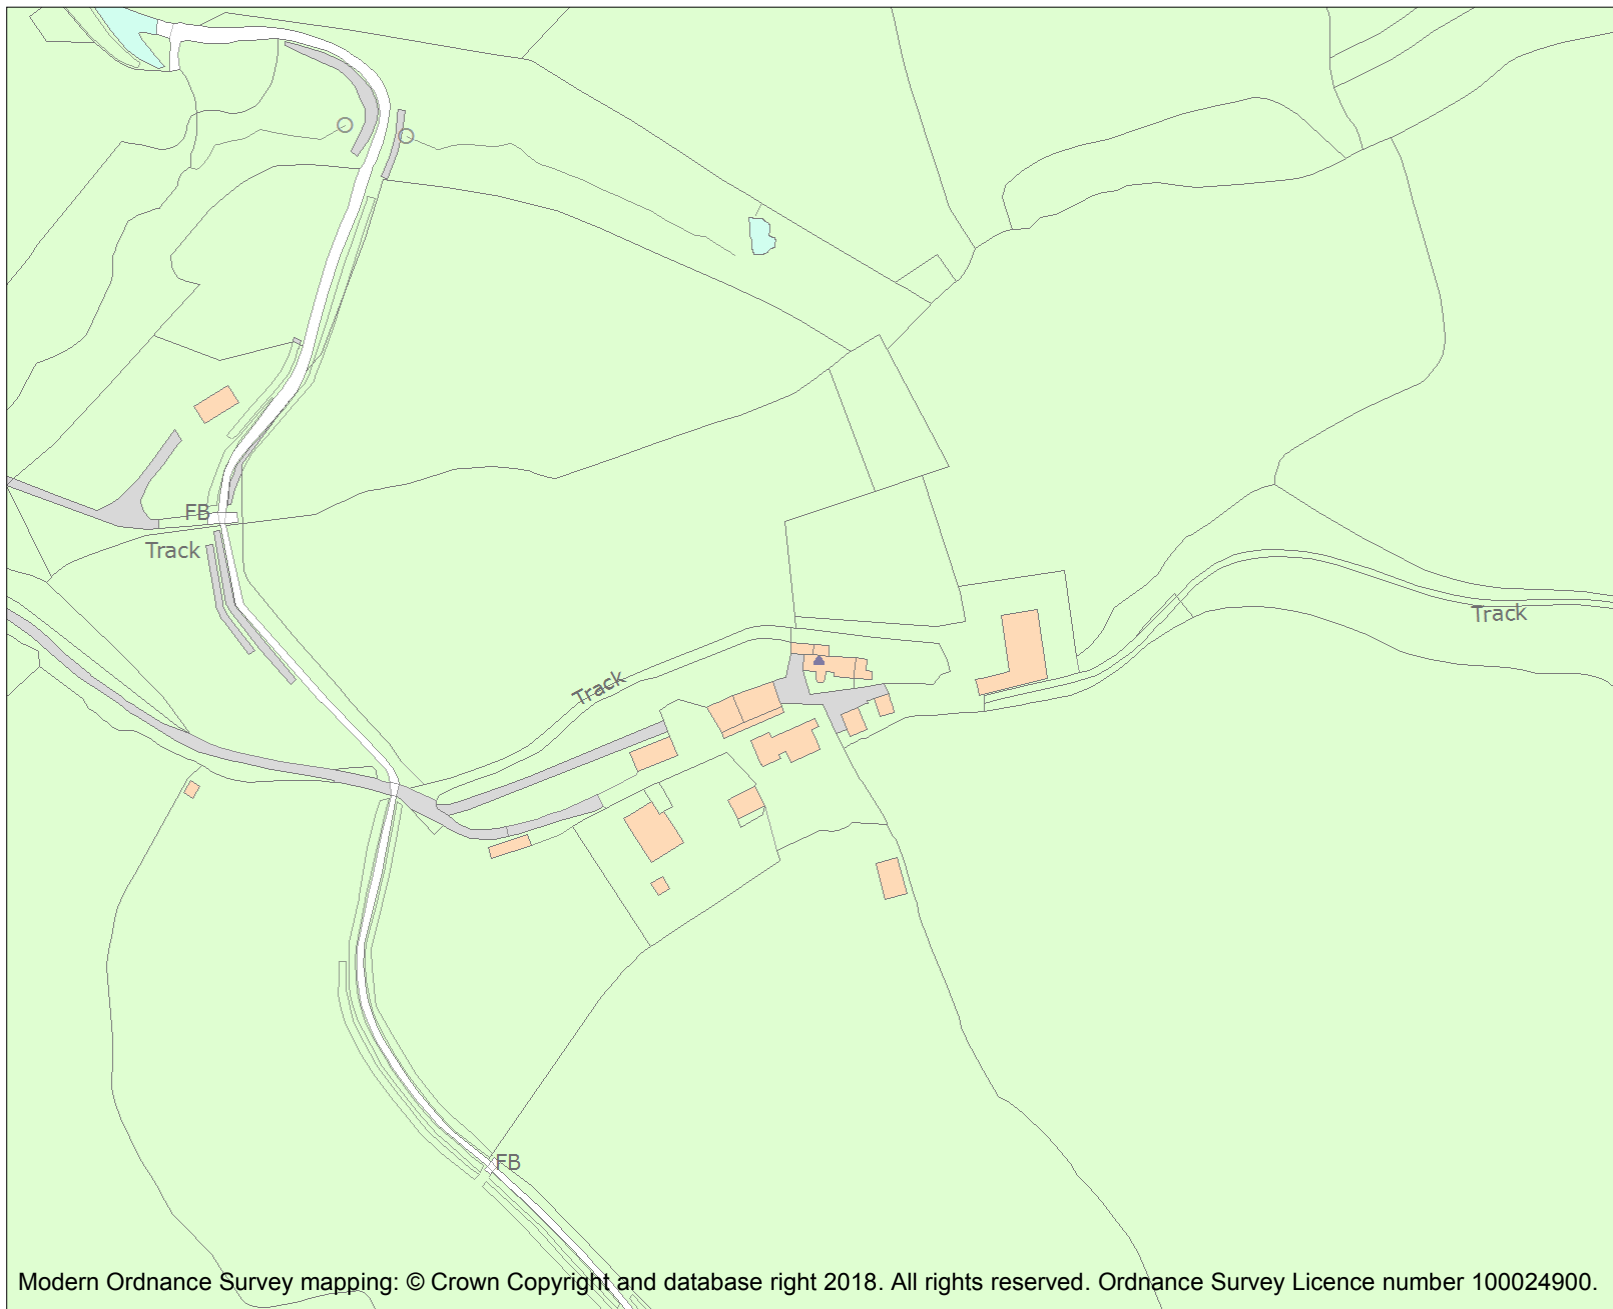 FB
Track
Track
Track
FB
Modern Ordnance Survey mapping: © Crown Copyright and database right 2018. All rights reserved. Ordnance Survey Licence number 100024900.